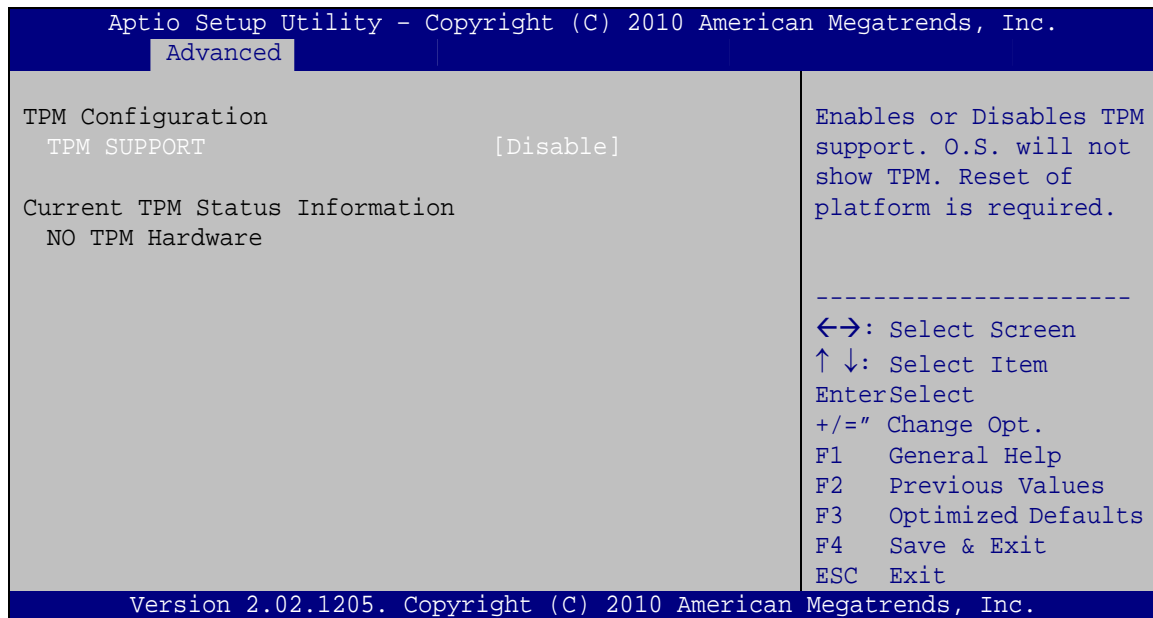 Aptio Setup Utility – Copyright (C) 2010 American Megatrends, Inc.
Advanced
TPM Configuration
TPM SUPPORT [Disable]
Current TPM Status Information
NO TPM Hardware
Enables or Disables TPM
support. O.S. will not
show TPM. Reset of
platform is required.
----------------------
←→: Select Screen
↑ ↓: Select Item
EnterSelect
+/=″ Change Opt.
F1 General Help
F2 Previous Values
F3 Optimized Defaults
F4 Save & Exit
ESC Exit
Version 2.02.1205. Copyright (C) 2010 American Megatrends, Inc.